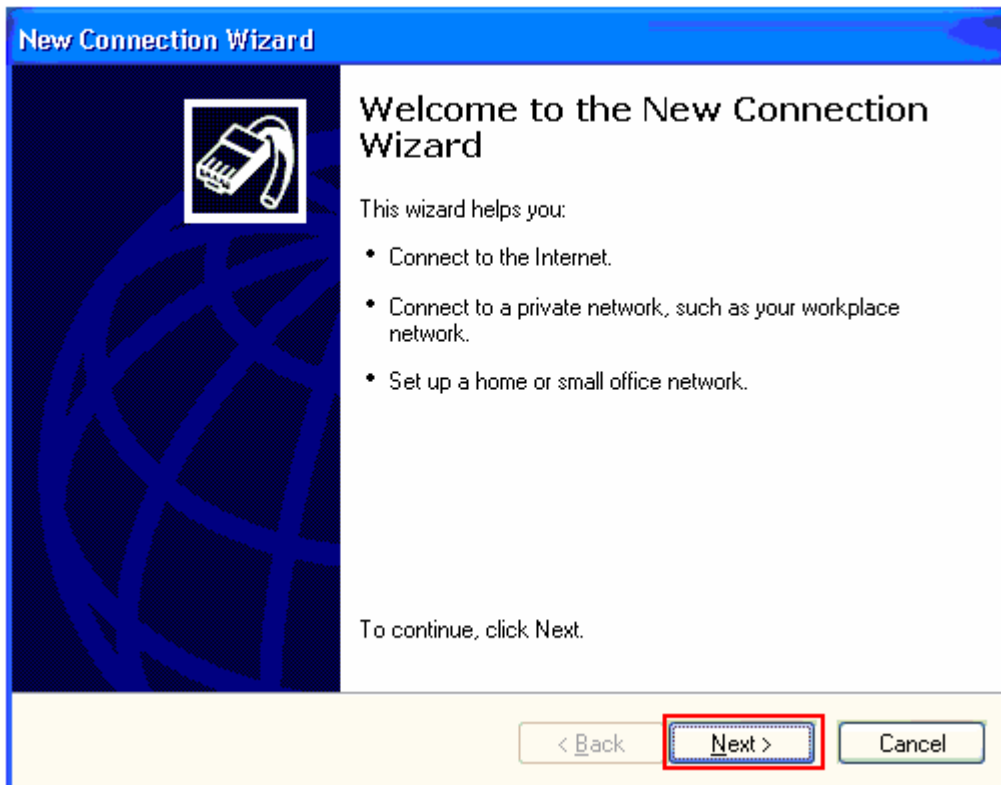 New Connection Wizard
Welcome to the New Connection
Wizard
This wizard helps you:
• Connect to the Internet.
• Connect to a private network, such as your workplace
network.
• Set up a home or small office network.
To continue, click Next.
< Back Next > Cancel